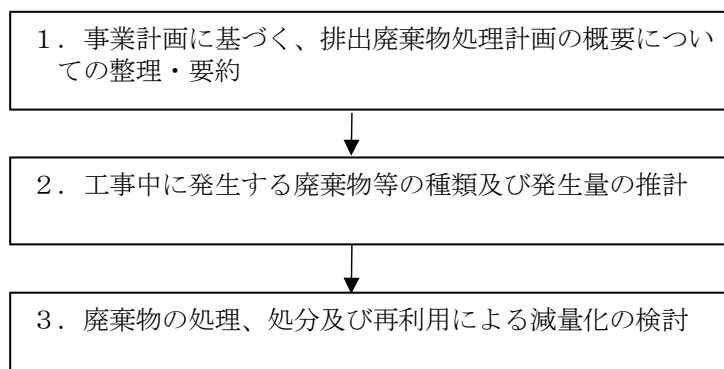 １．事業計画に基づく、排出廃棄物処理計画の概要につい
ての整理・要約
２．工事中に発生する廃棄物等の種類及び発生量の推計
３．廃棄物の処理、処分及び再利用による減量化の検討